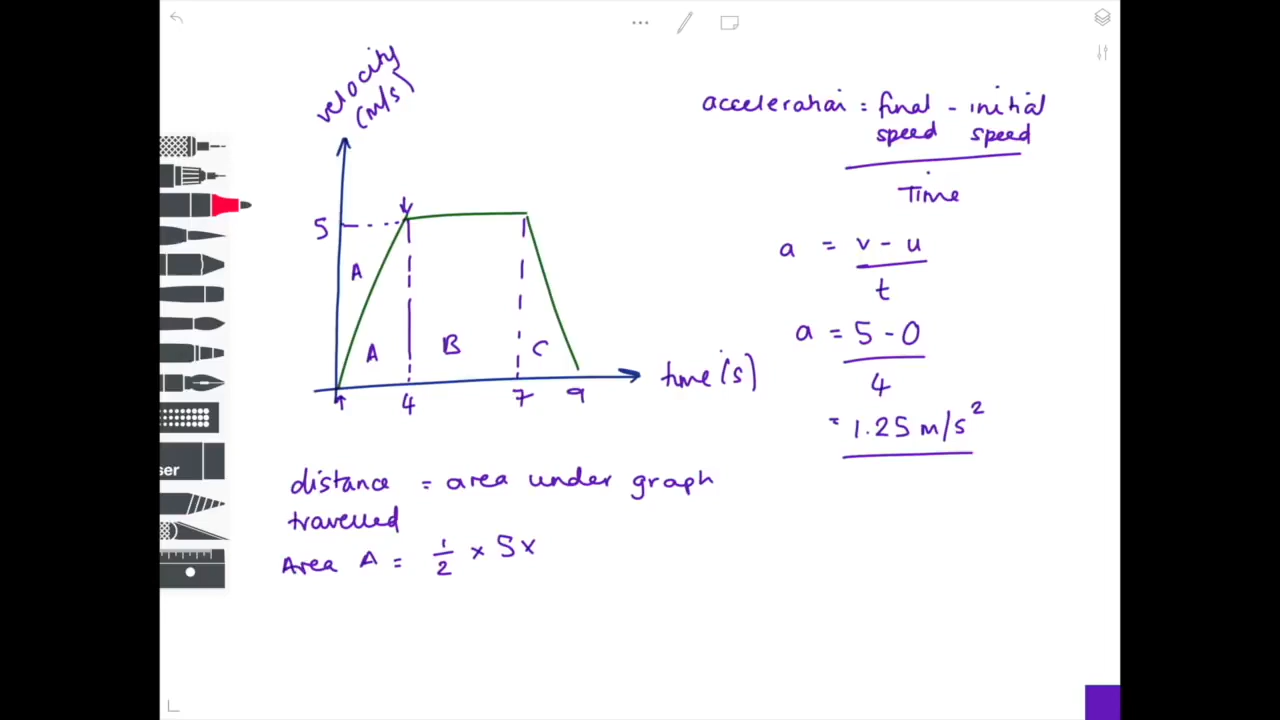 velocity
(m/s)
5
A
A
B
C
4
7
9
time (s)
distance = area under graph
travelled
Area A = 1/2 × 5 ×
acceleration = final - initial
speed speed
Time
a = v - u
t
a = 5 - 0
4
= 1.25 m/s²
ser